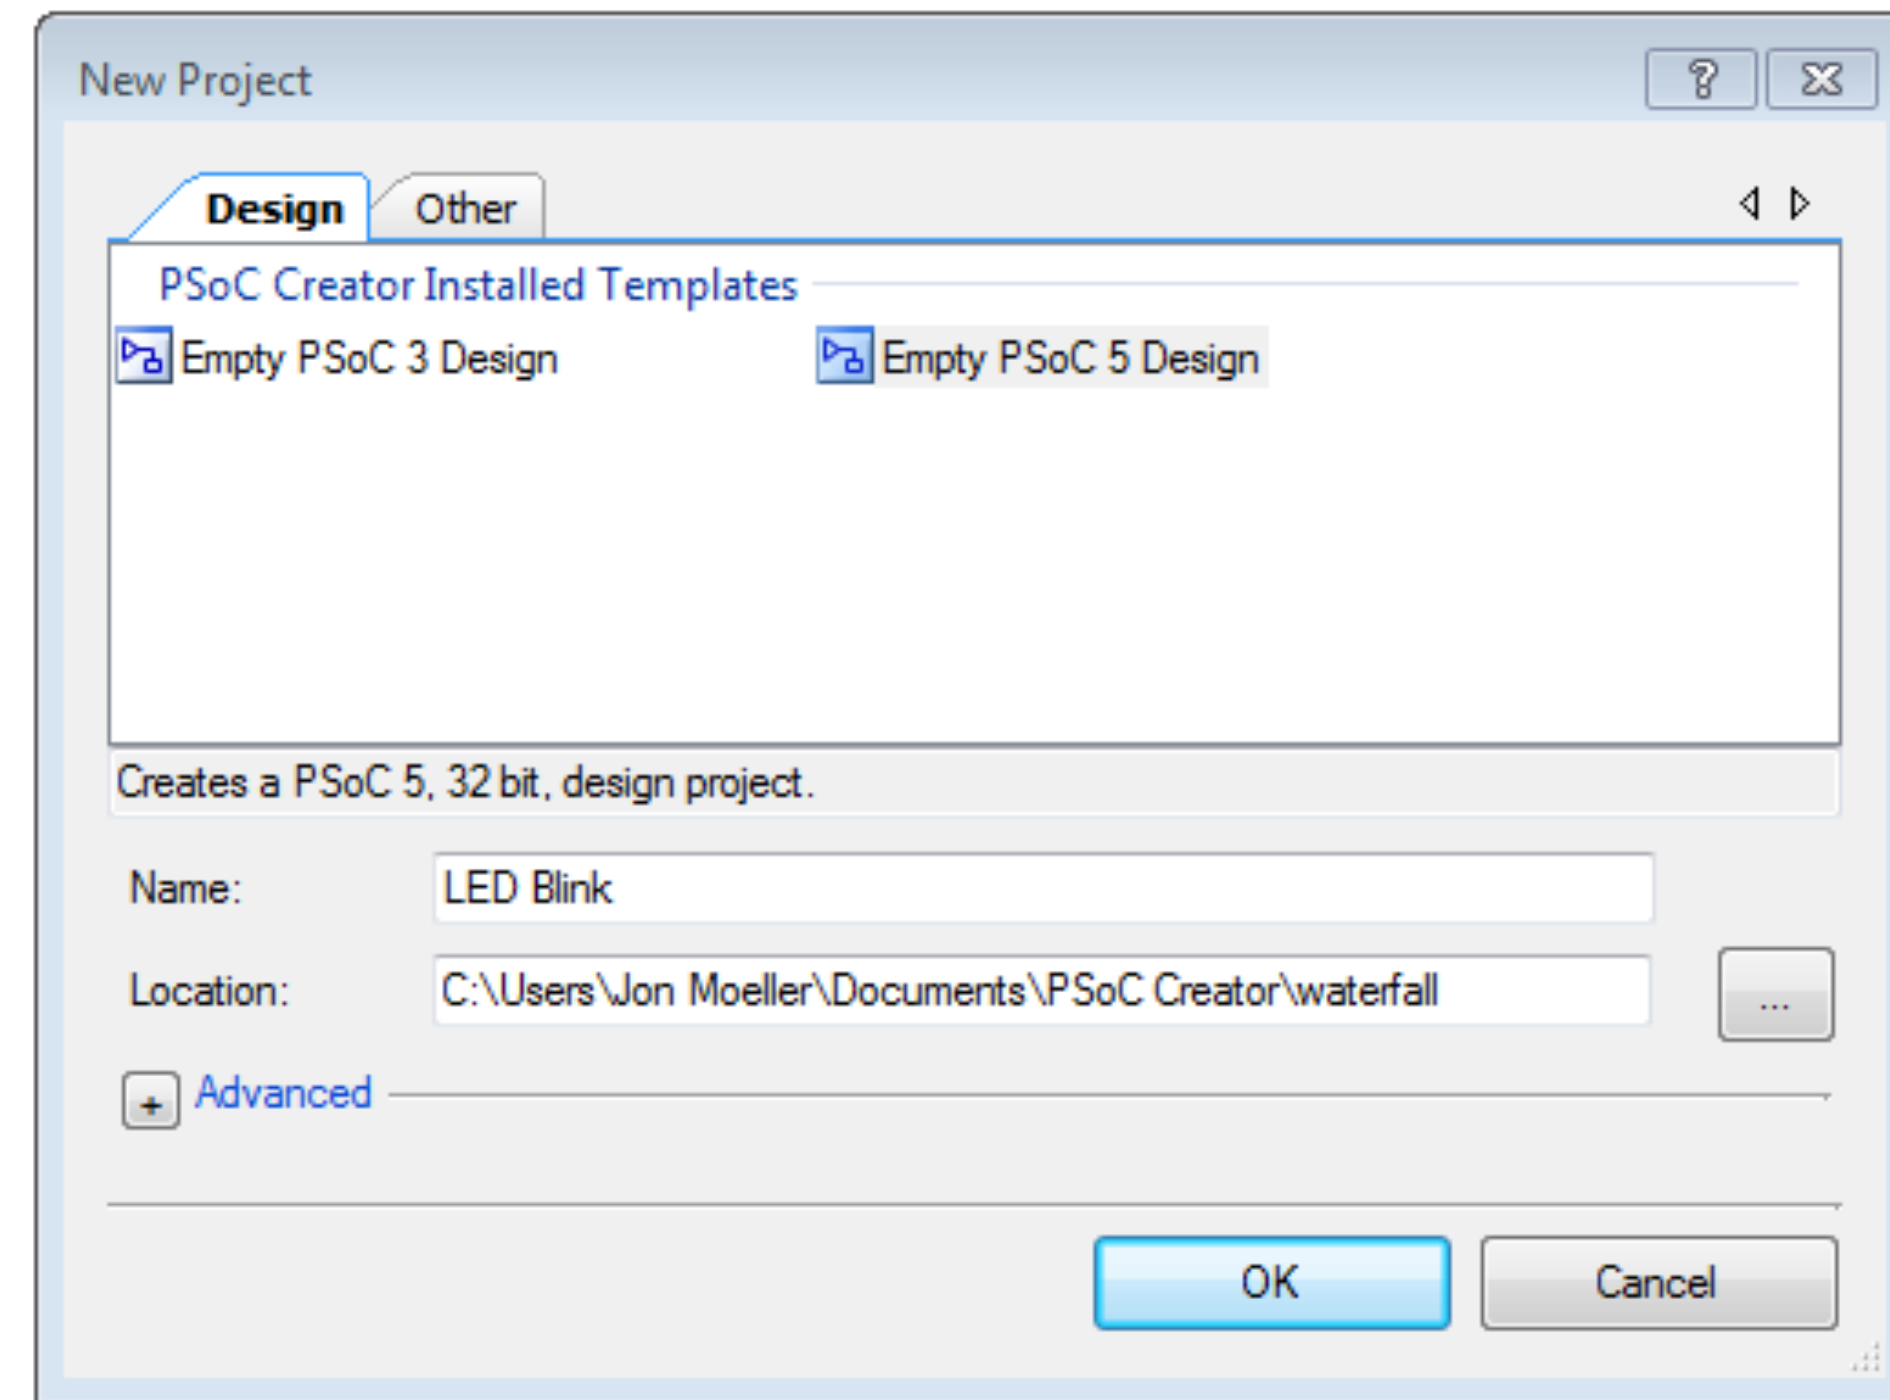 New Project
Design Other
PSoC Creator Installed Templates
Empty PSoC 3 Design Empty PSoC 5 Design
Creates a PSoC 5, 32 bit, design project.
Name: LED Blink
Location: C:\Users\Jon Moeller\Documents\PSoC Creator\waterfall
...
+ Advanced
OK Cancel